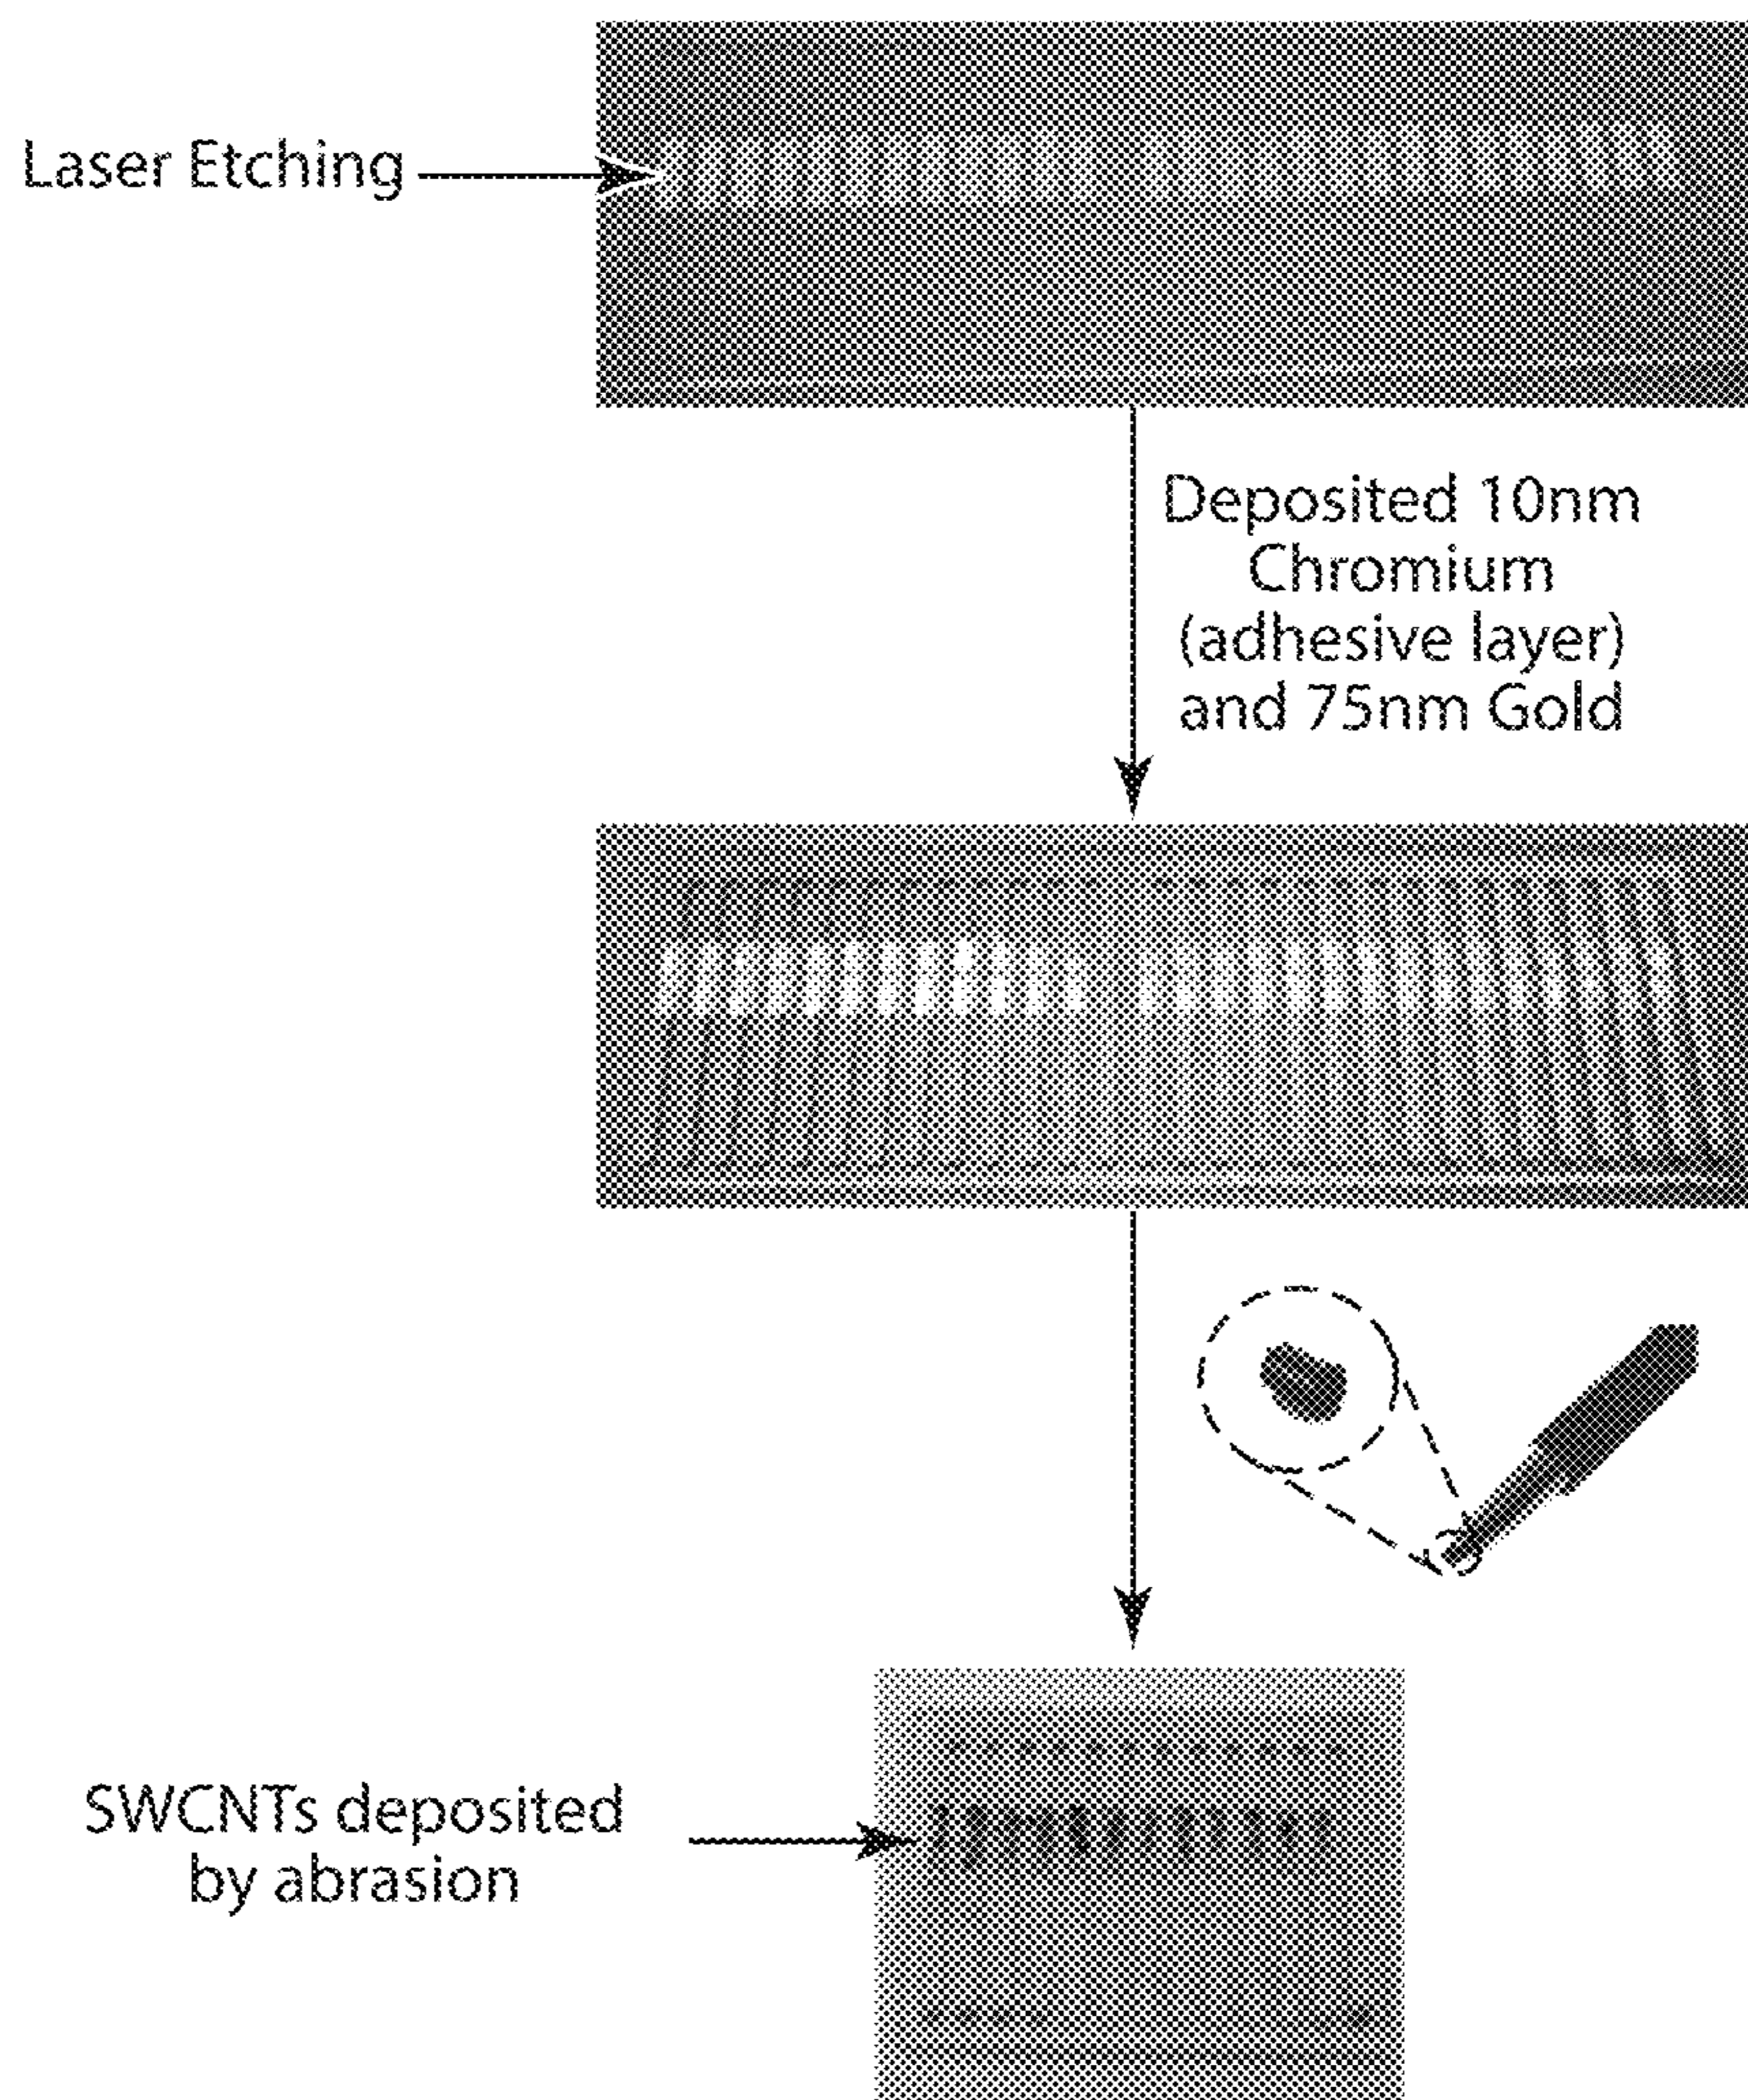 Laser Etching
Deposited 10nm
Chromium
(adhesive layer)
and 75nm Gold
SWCNTs deposited
by abrasion